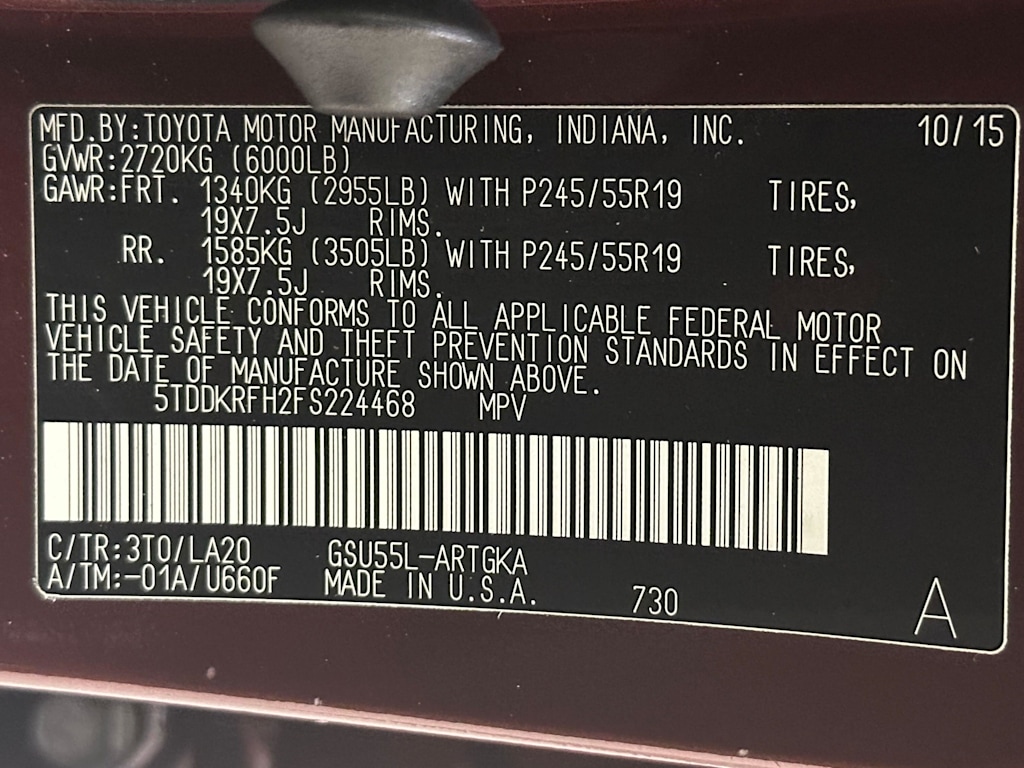 MFD.BY:TOYOTA MOTOR MANUFACTURING, INDIANA, INC. 10/15
GVWR:2720KG (6000LB)
GAWR:FRT. 1340KG (2955LB) WITH P245/55R19 TIRES,
19X7.5J RIMS.
RR. 1585KG (3505LB) WITH P245/55R19 TIRES,
19X7.5J RIMS.
THIS VEHICLE CONFORMS TO ALL APPLICABLE FEDERAL MOTOR
VEHICLE SAFETY AND THEFT PREVENTION STANDARDS IN EFFECT ON
THE DATE OF MANUFACTURE SHOWN ABOVE.
5TDDKRFH2FS224468 MPV
C/TR:3T0/LA20 GSU55L-ARTGKA
A/TM:-01A/U660F MADE IN U.S.A. 730 A